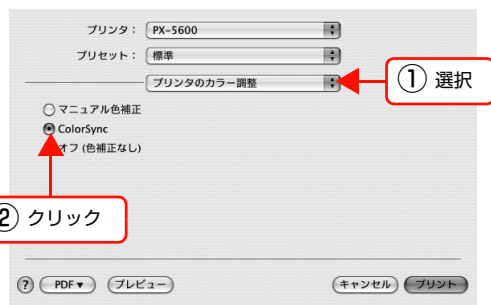 プリンタ： PX-5600
プリセット： 標準
プリンタのカラー調整
① 選択
マニュアル色補正
ColorSync
オフ (色補正なし)
② クリック
? PDF▼ プレビュー キャンセル プリント